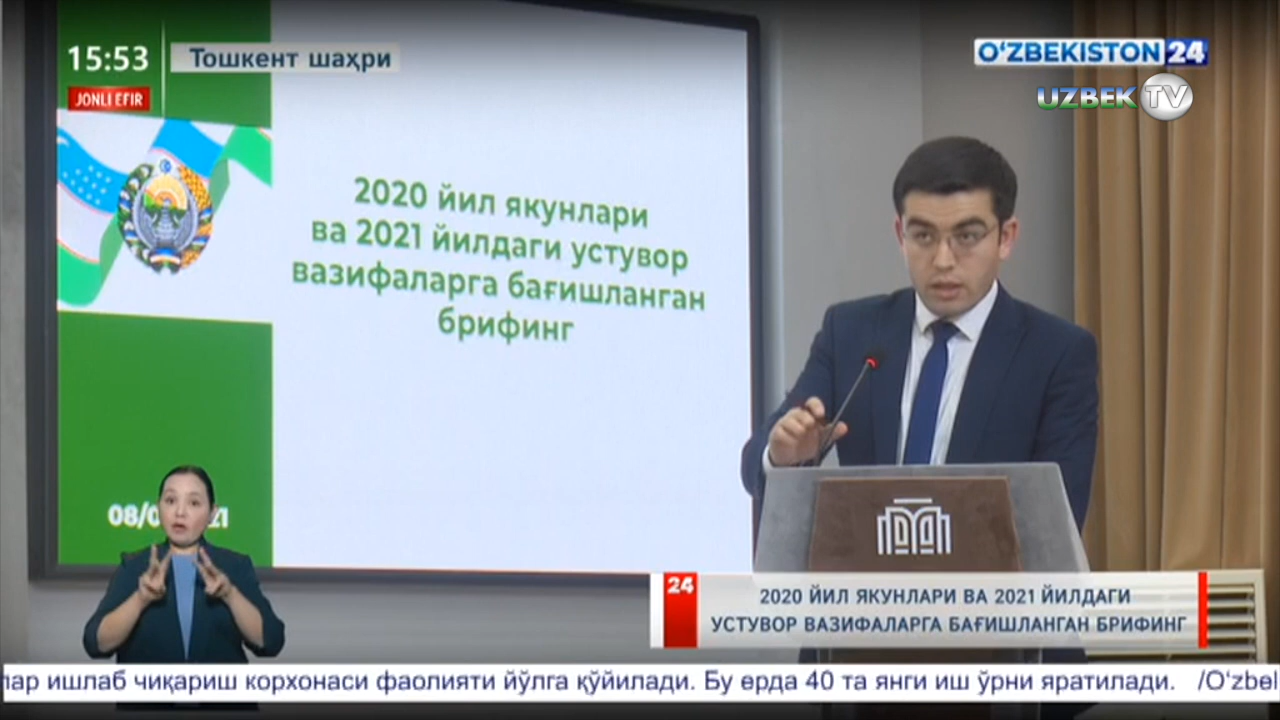 15:53
Тошкент шаҳри
JONLI EFIR
O‘ZBEKISTON 24
UZBEK TV
2020 йил якунлари
ва 2021 йилдаги устувор
вазифаларга бағишланган
брифинг
24
2020 ЙИЛ ЯКУНЛАРИ ВА 2021 ЙИЛДАГИ
УСТУВОР ВАЗИФАЛАРГА БАҒИШЛАНГАН БРИФИНГ
ишлаб чиқариш корхонаси фаолияти йўлга қўйилади. Бу ерда 40 та янги иш ўрни яратилади.